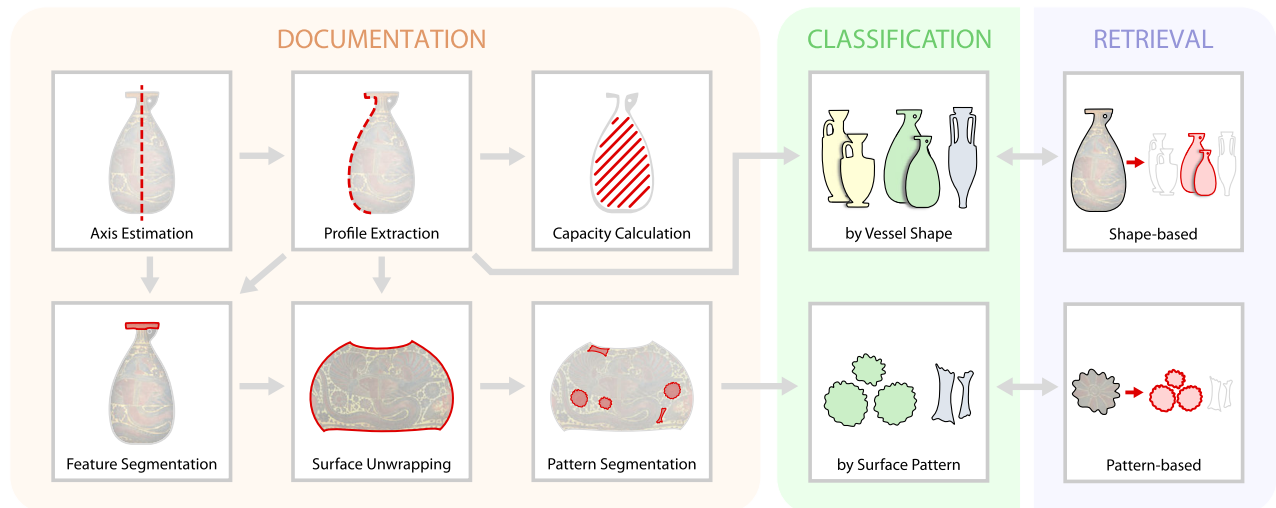 DOCUMENTATION
CLASSIFICATION
RETRIEVAL
Axis Estimation
Profile Extraction
Capacity Calculation
by Vessel Shape
Shape-based
Feature Segmentation
Surface Unwrapping
Pattern Segmentation
by Surface Pattern
Pattern-based